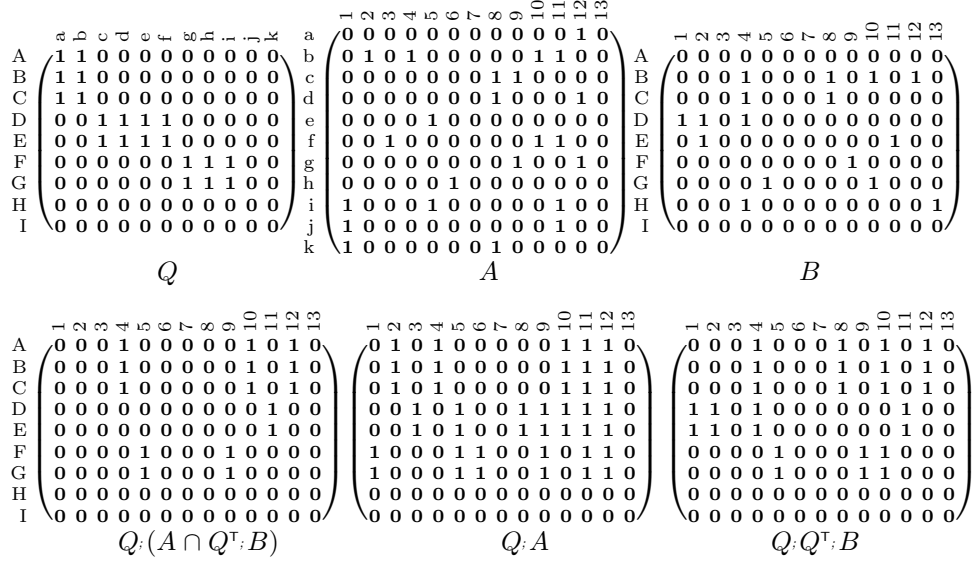 a b c d e f g h i j k
A 1 1 0 0 0 0 0 0 0 0 0
B 1 1 0 0 0 0 0 0 0 0 0
C 1 1 0 0 0 0 0 0 0 0 0
D 0 0 1 1 1 1 0 0 0 0 0
E 0 0 1 1 1 1 0 0 0 0 0
F 0 0 0 0 0 0 1 1 1 0 0
G 0 0 0 0 0 0 1 1 1 0 0
H 0 0 0 0 0 0 0 0 0 0 0
I 0 0 0 0 0 0 0 0 0 0 0
Q
1 2 3 4 5 6 7 8 9 10 11 12 13
a 0 0 0 0 0 0 0 0 0 0 0 1 0
b 0 1 0 1 0 0 0 0 0 1 1 0 0
c 0 0 0 0 0 0 0 1 1 0 0 0 0
d 0 0 0 0 0 0 0 1 0 0 0 1 0
e 0 0 0 0 1 0 0 0 0 0 0 0 0
f 0 0 1 0 0 0 0 0 0 1 1 0 0
g 0 0 0 0 0 0 0 0 1 0 0 1 0
h 0 0 0 0 0 1 0 0 0 0 0 0 0
i 1 0 0 0 1 0 0 0 0 0 1 0 0
j 1 0 0 0 0 0 0 0 0 0 1 0 0
k 1 0 0 0 0 0 0 1 0 0 0 0 0
A
1 2 3 4 5 6 7 8 9 10 11 12 13
A 0 0 0 0 0 0 0 0 0 0 0 0 0
B 0 0 0 1 0 0 0 1 0 1 0 1 0
C 0 0 0 1 0 0 0 1 0 0 0 0 0
D 1 1 0 1 0 0 0 0 0 0 0 0 0
E 0 1 0 0 0 0 0 0 0 0 1 0 0
F 0 0 0 0 0 0 0 0 1 0 0 0 0
G 0 0 0 0 1 0 0 0 0 1 0 0 0
H 0 0 0 1 0 0 0 0 0 0 0 0 1
I 0 0 0 0 0 0 0 0 0 0 0 0 0
B
1 2 3 4 5 6 7 8 9 10 11 12 13
A 0 0 0 1 0 0 0 0 0 1 0 1 0
B 0 0 0 1 0 0 0 0 0 1 0 1 0
C 0 0 0 1 0 0 0 0 0 1 0 1 0
D 0 0 0 0 0 0 0 0 0 0 1 0 0
E 0 0 0 0 0 0 0 0 0 0 1 0 0
F 0 0 0 0 1 0 0 0 1 0 0 0 0
G 0 0 0 0 1 0 0 0 1 0 0 0 0
H 0 0 0 0 0 0 0 0 0 0 0 0 0
I 0 0 0 0 0 0 0 0 0 0 0 0 0
Q;(A ∩ Qᵀ;B)
1 2 3 4 5 6 7 8 9 10 11 12 13
0 1 0 1 0 0 0 0 0 1 1 1 0
0 1 0 1 0 0 0 0 0 1 1 1 0
0 1 0 1 0 0 0 0 0 1 1 1 0
0 0 1 0 1 0 0 1 1 1 1 1 0
0 0 1 0 1 0 0 1 1 1 1 1 0
1 0 0 0 1 1 0 0 1 0 1 1 0
1 0 0 0 1 1 0 0 1 0 1 1 0
0 0 0 0 0 0 0 0 0 0 0 0 0
0 0 0 0 0 0 0 0 0 0 0 0 0
Q;A
1 2 3 4 5 6 7 8 9 10 11 12 13
0 0 0 1 0 0 0 1 0 1 0 1 0
0 0 0 1 0 0 0 1 0 1 0 1 0
0 0 0 1 0 0 0 1 0 1 0 1 0
1 1 0 1 0 0 0 0 0 0 1 0 0
1 1 0 1 0 0 0 0 0 0 1 0 0
0 0 0 0 1 0 0 0 1 1 0 0 0
0 0 0 0 1 0 0 0 1 1 0 0 0
0 0 0 0 0 0 0 0 0 0 0 0 0
0 0 0 0 0 0 0 0 0 0 0 0 0
Q;Qᵀ;B